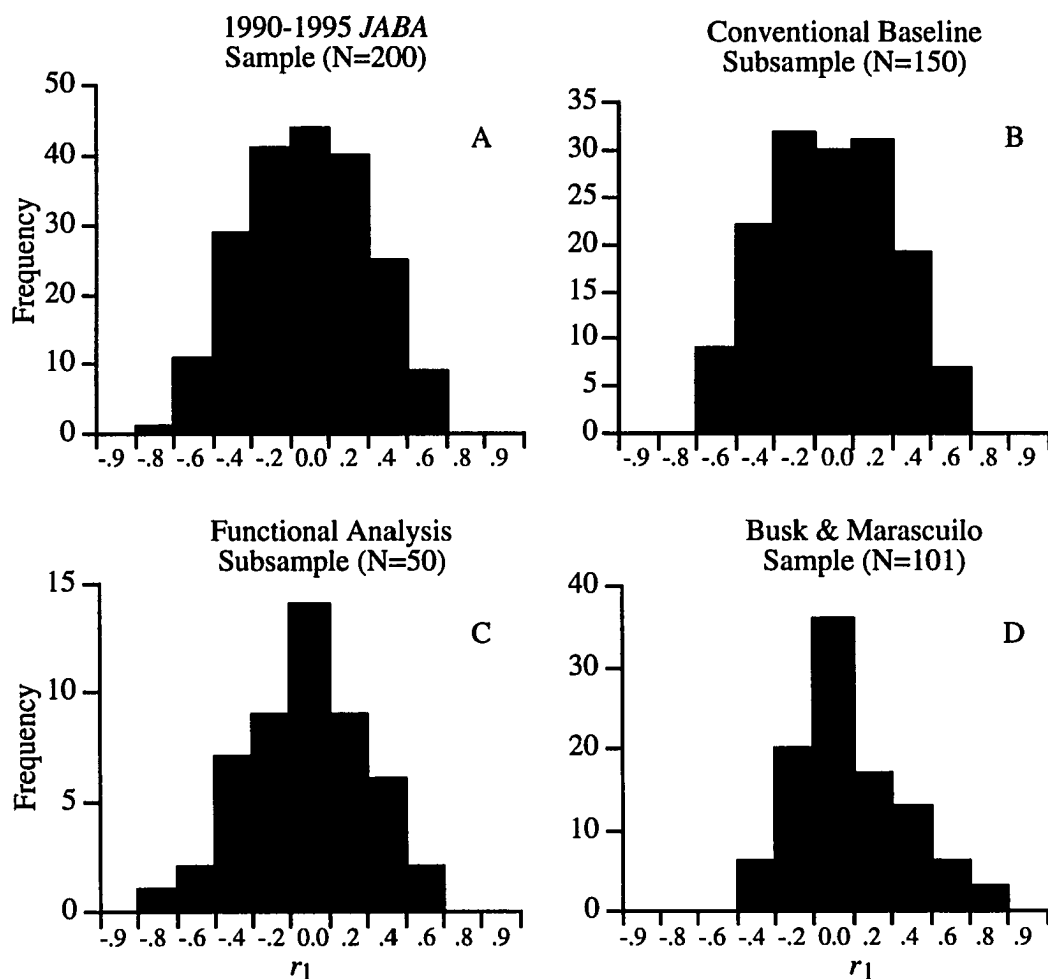 1990-1995 JABA
Sample (N=200)
A
Frequency
50
40
30
20
10
0
-.9 -.8 -.6 -.4 -.2 0.0 .2 .4 .6 .8 .9
Conventional Baseline
Subsample (N=150)
B
35
30
25
20
15
10
5
0
-.9 -.8 -.6 -.4 -.2 0.0 .2 .4 .6 .8 .9
Functional Analysis
Subsample (N=50)
C
Frequency
15
10
5
0
-.9 -.8 -.6 -.4 -.2 0.0 .2 .4 .6 .8 .9
r1
Busk & Marascuilo
Sample (N=101)
D
40
30
20
10
0
-.9 -.8 -.6 -.4 -.2 0.0 .2 .4 .6 .8 .9
r1